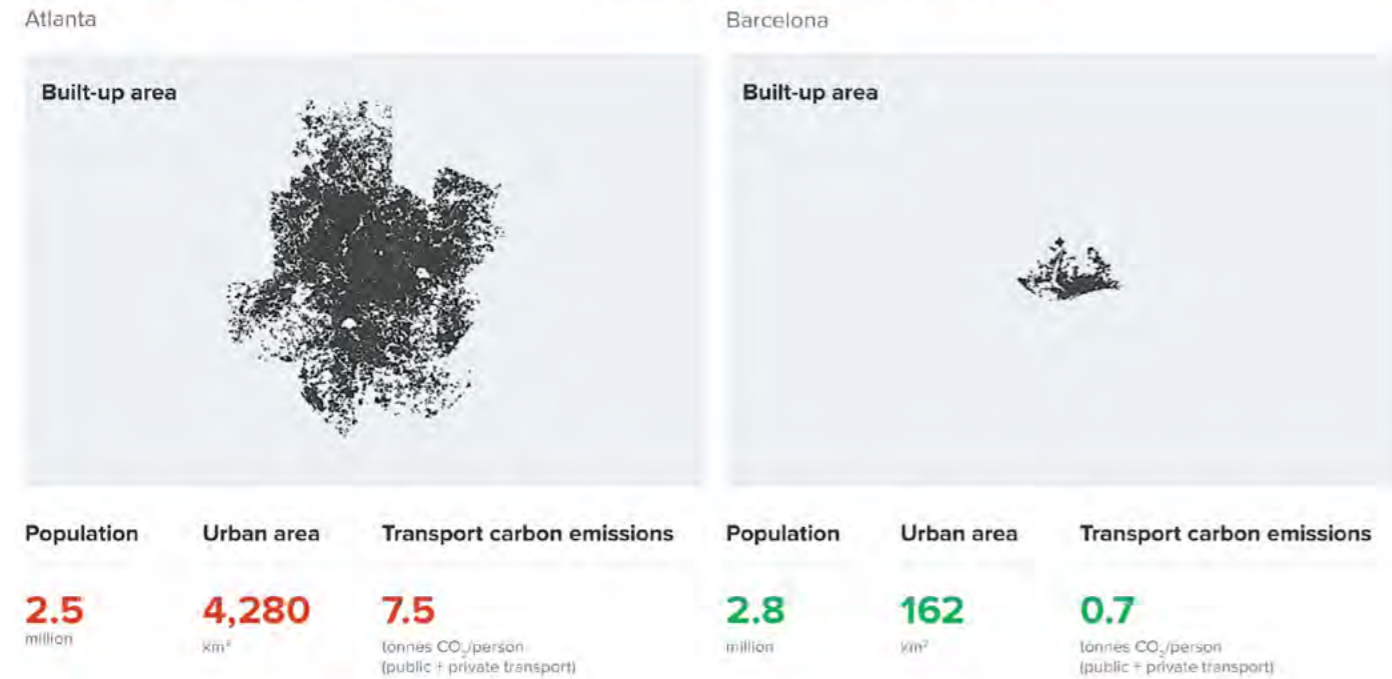 Atlanta
Built-up area
Population
Urban area
Transport carbon emissions
2.5
million
4,280
km²
7.5
tonnes CO₂/person
(public + private transport)
Barcelona
Built-up area
Population
Urban area
Transport carbon emissions
2.8
million
162
km²
0.7
tonnes CO₂/person
(public + private transport)